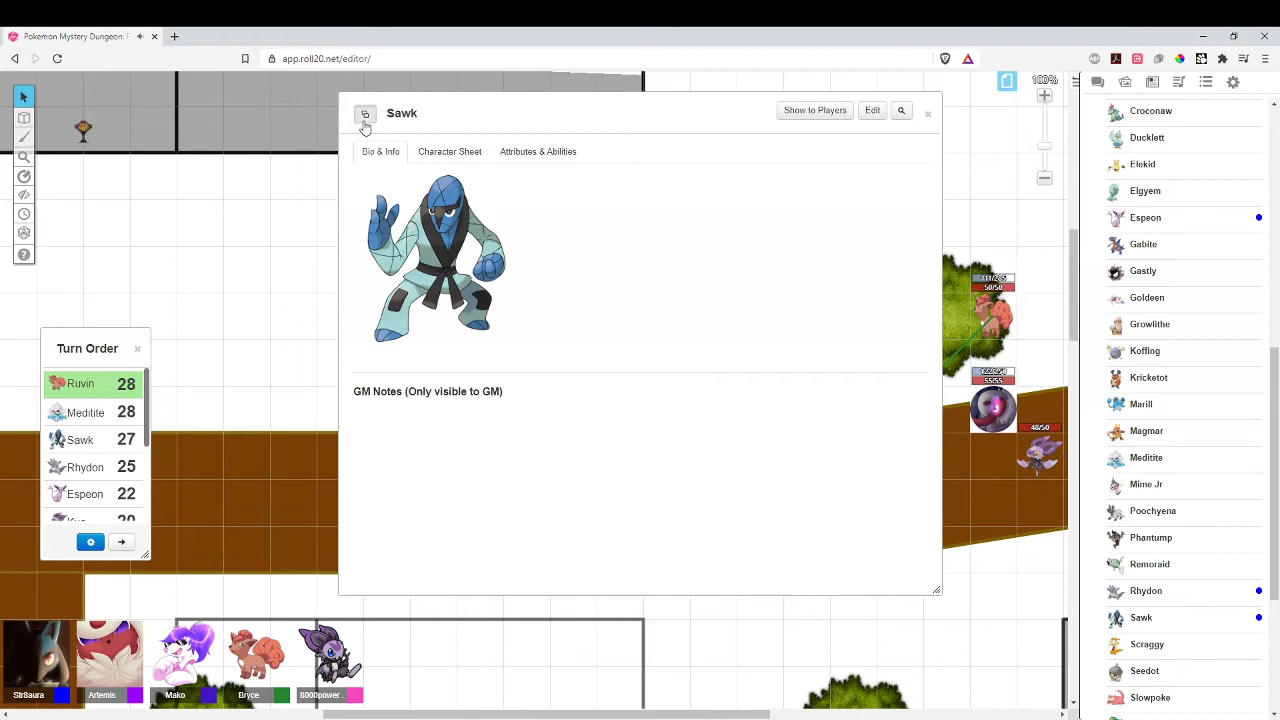 Pokemon Mystery Dungeon: F
app.roll20.net/editor/
Sawk
Show to Players
Edit
Bio & Info
Character Sheet
Attributes & Abilities
GM Notes (Only visible to GM)
100%
Turn Order
Ruvin 28
Meditite 28
Sawk 27
Rhydon 25
Espeon 22
50/50
55/55
48/50
Str8aura
Artemis
Mako
Bryce
8000power .
Croconaw
Ducklett
Elekid
Elgyem
Espeon
Gabite
Gastly
Goldeen
Growlithe
Koffing
Kricketot
Marill
Magmar
Meditite
Mime Jr
Poochyena
Phantump
Remoraid
Rhydon
Sawk
Scraggy
Seedot
Slowpoke